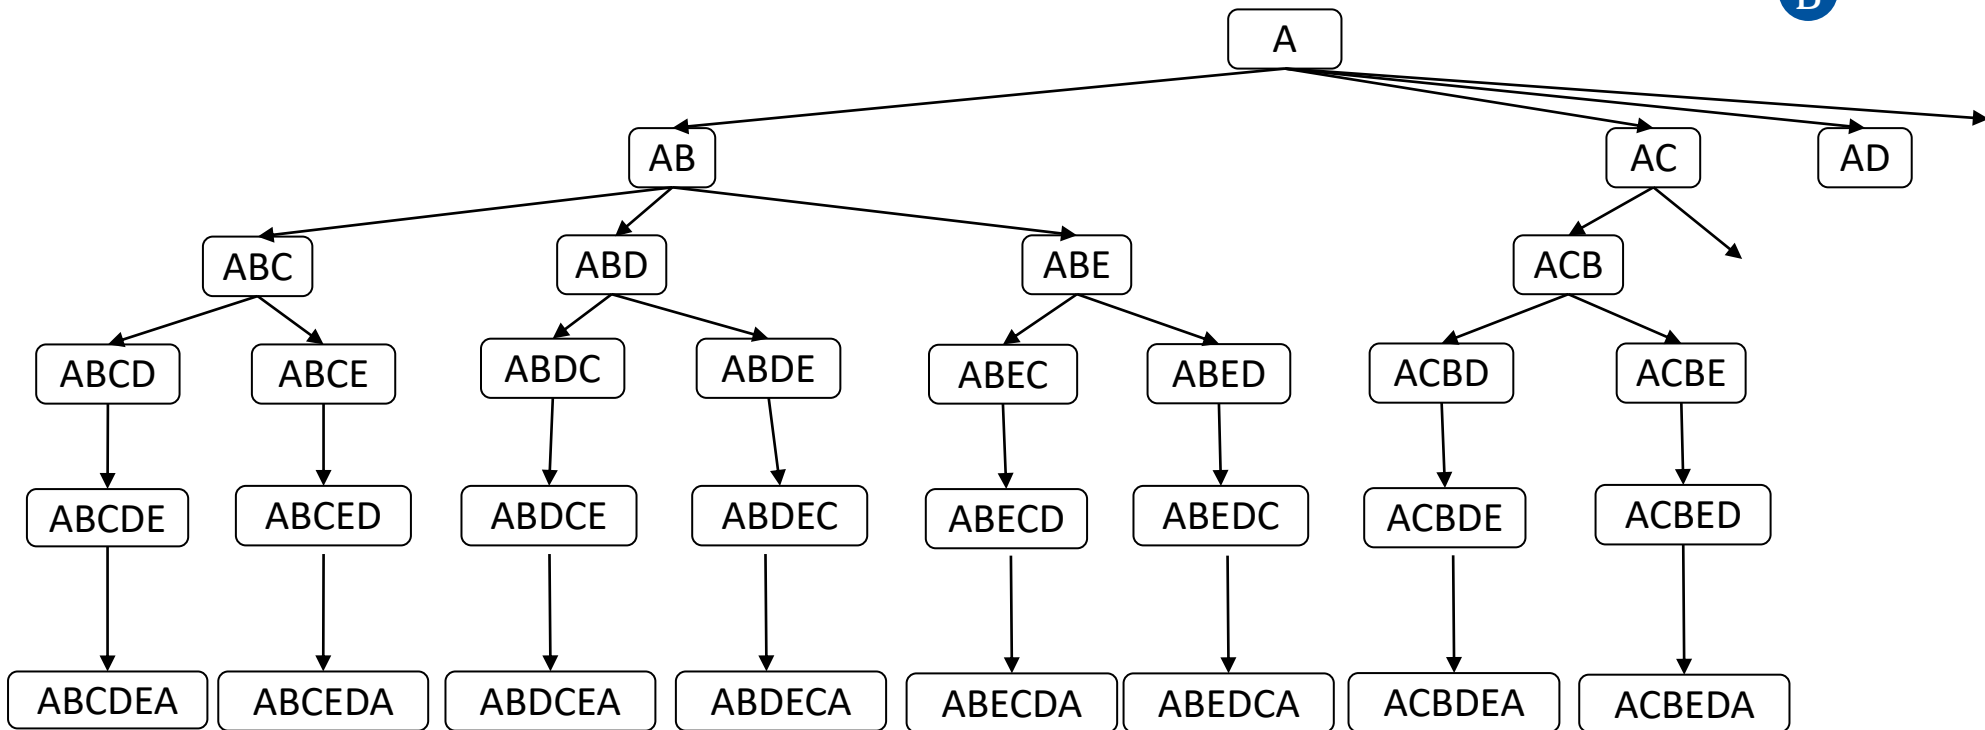 B
A
AB AC AD
ABC ABD ABE ACB
ABCD ABCE ABDC ABDE ABEC ABED ACBD ACBE
ABCDE ABCED ABDCE ABDEC ABECD ABEDC ACBDE ACBED
ABCDEA ABCEDA ABDCEA ABDECA ABECDA ABEDCA ACBDEA ACBEDA